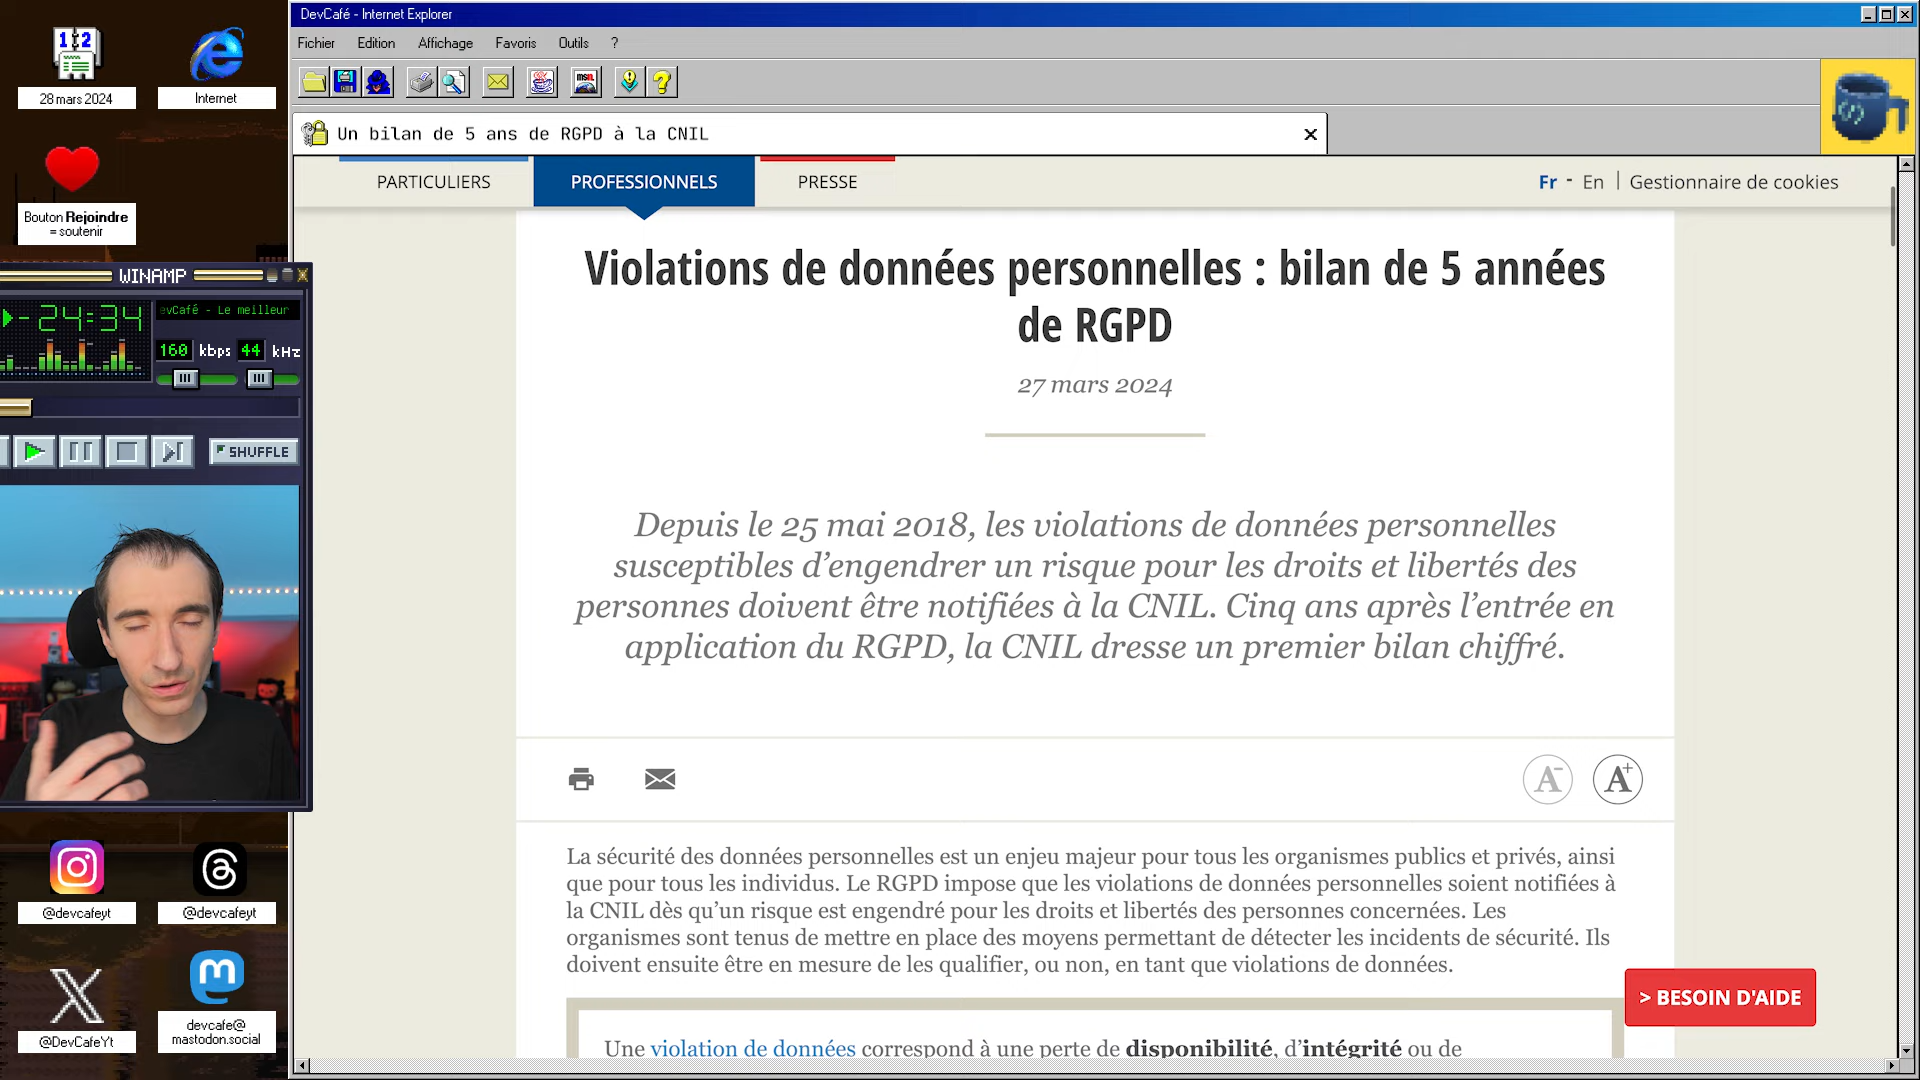 DevCafé - Internet Explorer
Fichier Edition Affichage Favoris Outils ?
12
28 mars 2024
Internet
Bouton Rejoindre
= soutenir
msn
Un bilan de 5 ans de RGPD à la CNIL
PARTICULIERS PROFESSIONNELS PRESSE Fr - En | Gestionnaire de cookies
WINAMP
-24:34
evCafé - Le meilleur
160 kbps 44 kHz
SHUFFLE
Violations de données personnelles : bilan de 5 années
de RGPD
27 mars 2024
Depuis le 25 mai 2018, les violations de données personnelles
susceptibles d’engendrer un risque pour les droits et libertés des
personnes doivent être notifiées à la CNIL. Cinq ans après l’entrée en
application du RGPD, la CNIL dresse un premier bilan chiffré.
A- A+
La sécurité des données personnelles est un enjeu majeur pour tous les organismes publics et privés, ainsi
que pour tous les individus. Le RGPD impose que les violations de données personnelles soient notifiées à
la CNIL dès qu’un risque est engendré pour les droits et libertés des personnes concernées. Les
organismes sont tenus de mettre en place des moyens permettant de détecter les incidents de sécurité. Ils
doivent ensuite être en mesure de les qualifier, ou non, en tant que violations de données.
> BESOIN D'AIDE
Une violation de données correspond à une perte de disponibilité, d’intégrité ou de
@devcafeyt
@devcafeyt
@DevCafeYt
devcafe@
mastodon.social